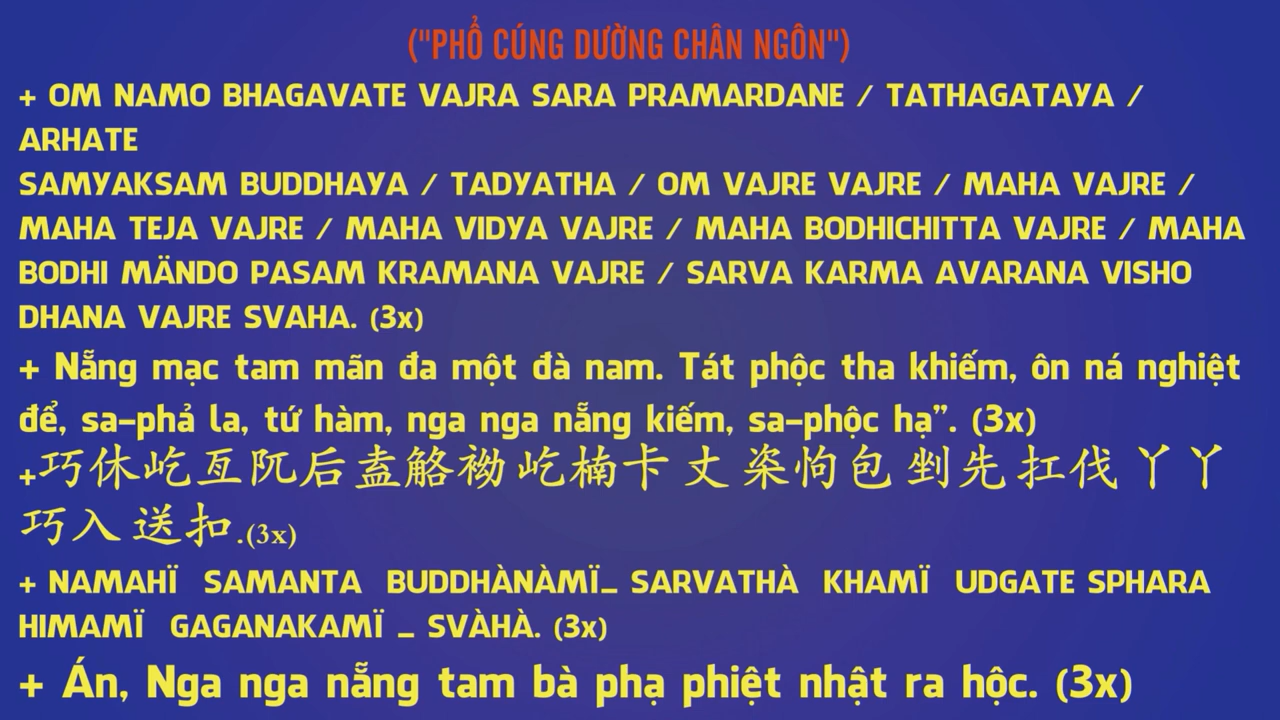 ("PHỔ CÚNG DƯỜNG CHÂN NGÔN")
+ OM NAMO BHAGAVATE VAJRA SARA PRAMARDANE / TATHAGATAYA /
ARHATE
SAMYAKSAM BUDDHAYA / TADYATHA / OM VAJRE VAJRE / MAHA VAJRE /
MAHA TEJA VAJRE / MAHA VIDYA VAJRE / MAHA BODHICHITTA VAJRE / MAHA
BODHI MÄNDO PASAM KRAMANA VAJRE / SARVA KARMA AVARANA VISHO
DHANA VAJRE SVAHA. (3x)
+ Nẵng mạc tam mãn đa một đà nam. Tát phộc tha khiếm, ôn ná nghiệt
để, sa-phả la, tứ hàm, nga nga nẵng kiếm, sa-phộc hạ”. (3x)
+巧休屹亙阢后盍觡袎屹楠卡丈栥怐包剉先扛伐丫丫
巧入送扣.(3x)
+ NAMAHÏ SAMANTA BUDDHÀNÀMÏ_ SARVATHÀ KHAMÏ UDGATE SPHARA
HIMAMÏ GAGANAKAMÏ _ SVÀHÀ. (3x)
+ Án, Nga nga nẵng tam bà phạ phiệt nhật ra hộc. (3x)